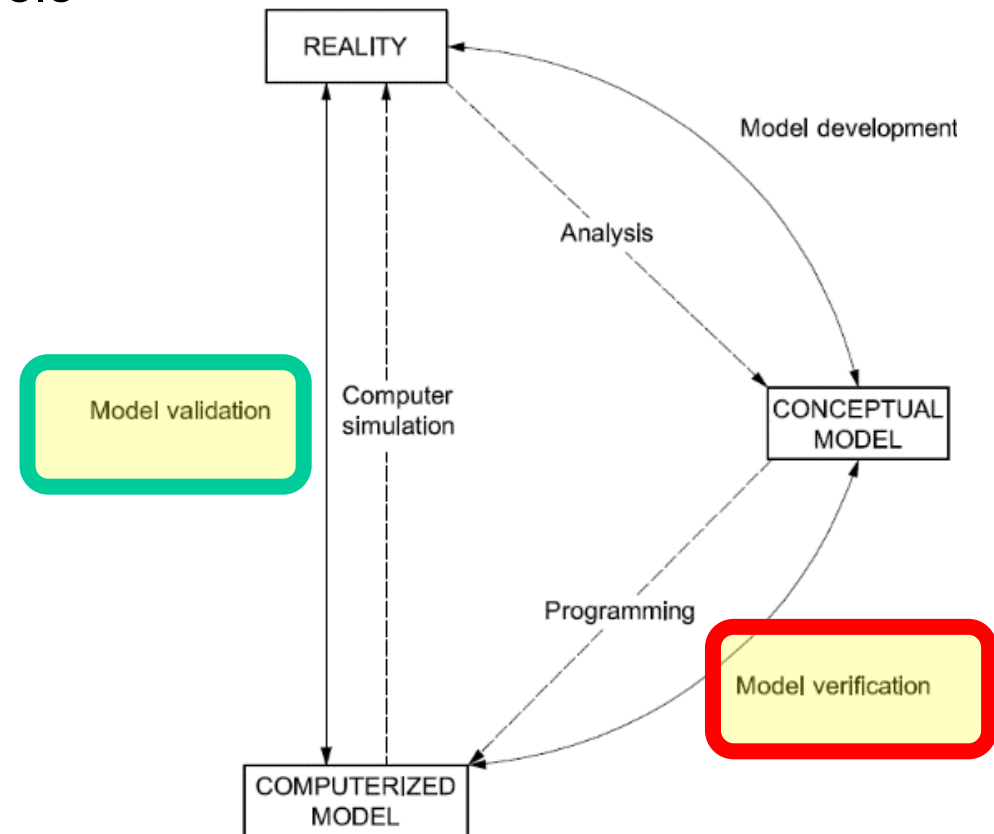 REALITY
Model development
Analysis
Model validation
Computer
simulation
CONCEPTUAL
MODEL
Programming
Model verification
COMPUTERIZED
MODEL